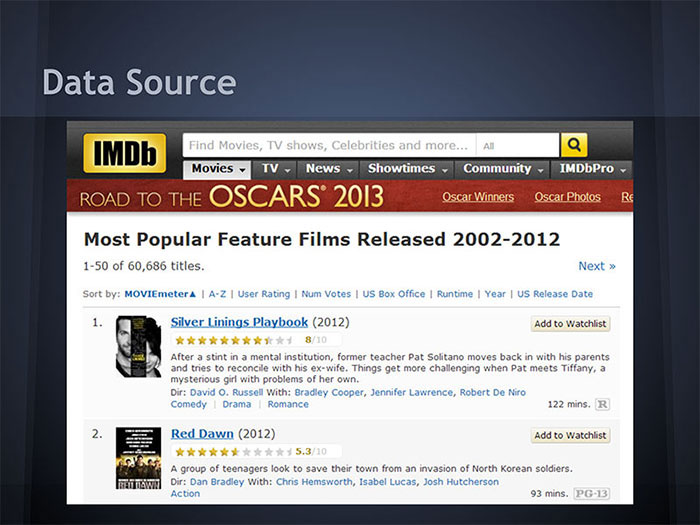 Data Source
IMDb
Find Movies, TV shows, Celebrities and more... All
Movies TV News Showtimes Community IMDbPro
ROAD TO THE OSCARS® 2013 Oscar Winners Oscar Photos Re
Most Popular Feature Films Released 2002-2012
1-50 of 60,686 titles. Next »
Sort by: MOVIEmeter▲ | A-Z | User Rating | Num Votes | US Box Office | Runtime | Year | US Release Date
1. Silver Linings Playbook (2012) Add to Watchlist
8/10
After a stint in a mental institution, former teacher Pat Solitano moves back in with his parents
and tries to reconcile with his ex-wife. Things get more challenging when Pat meets Tiffany, a
mysterious girl with problems of her own.
Dir: David O. Russell With: Bradley Cooper, Jennifer Lawrence, Robert De Niro
Comedy | Drama | Romance 122 mins. R
2. Red Dawn (2012) Add to Watchlist
5.3/10
A group of teenagers look to save their town from an invasion of North Korean soldiers.
Dir: Dan Bradley With: Chris Hemsworth, Isabel Lucas, Josh Hutcherson
RED DAWN
Action 93 mins. PG-13